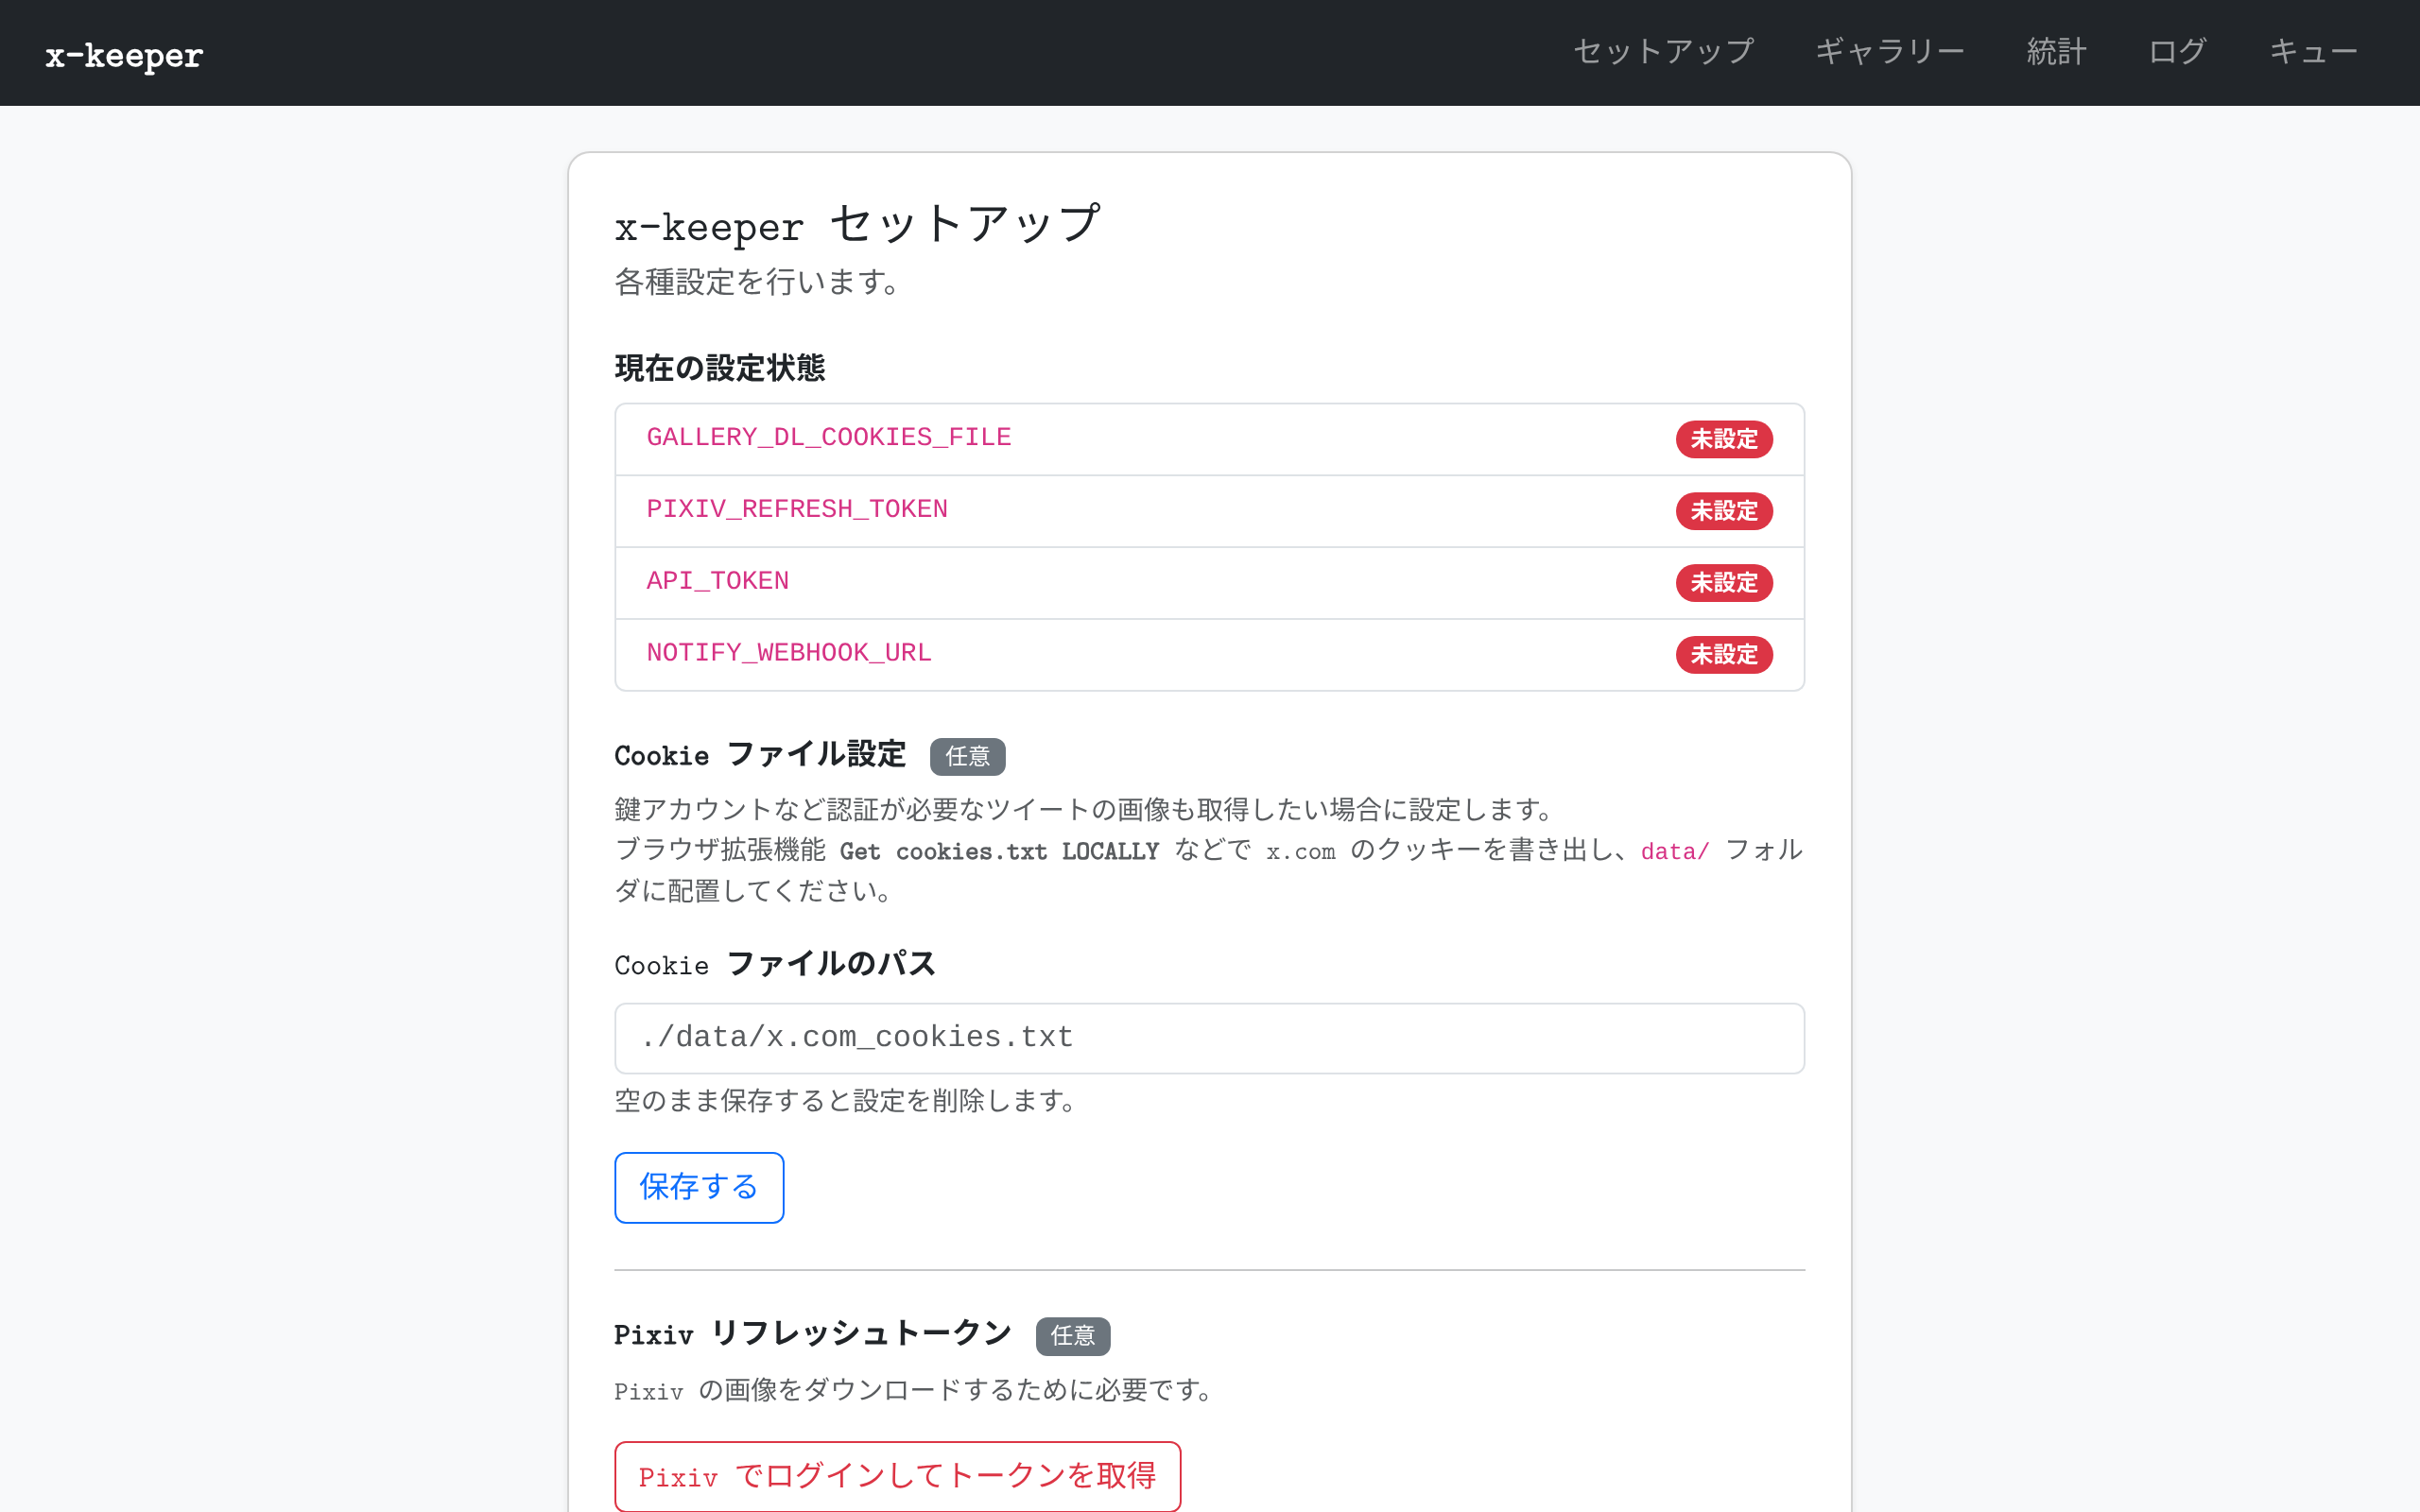 x-keeper
セットアップ ギャラリー 統計 ログ キュー
x-keeper セットアップ
各種設定を行います。
現在の設定状態
GALLERY_DL_COOKIES_FILE 未設定
PIXIV_REFRESH_TOKEN 未設定
API_TOKEN 未設定
NOTIFY_WEBHOOK_URL 未設定
Cookie ファイル設定 任意
鍵アカウントなど認証が必要なツイートの画像も取得したい場合に設定します。
ブラウザ拡張機能 Get cookies.txt LOCALLY などで x.com のクッキーを書き出し、data/ フォル
ダに配置してください。
Cookie ファイルのパス
./data/x.com_cookies.txt
空のまま保存すると設定を削除します。
保存する
Pixiv リフレッシュトークン 任意
Pixiv の画像をダウンロードするために必要です。
Pixiv でログインしてトークンを取得